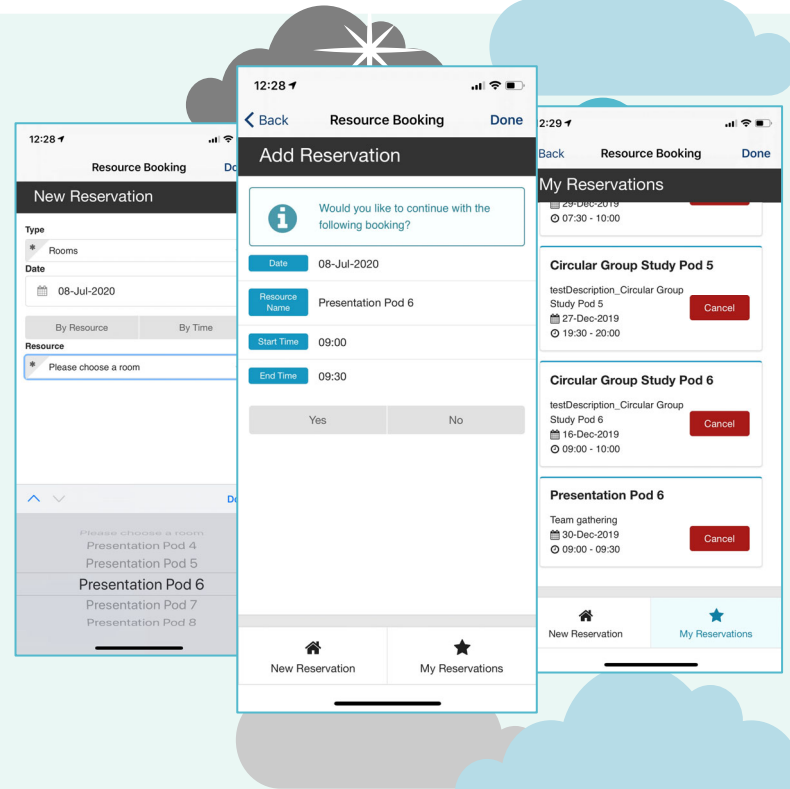 12:28
Resource Booking
New Reservation
Type
* Rooms
Date
08-Jul-2020
By Resource By Time
Resource
* Please choose a room
Please choose a room
Presentation Pod 4
Presentation Pod 5
Presentation Pod 6
Presentation Pod 7
Presentation Pod 8
12:28
Back Resource Booking Done
Add Reservation
Would you like to continue with the
following booking?
Date 08-Jul-2020
Resource
Name Presentation Pod 6
Start Time 09:00
End Time 09:30
Yes No
New Reservation My Reservations
2:29
Back Resource Booking Done
My Reservations
29-Dec-2019
07:30 - 10:00
Cancel
Circular Group Study Pod 5
testDescription_Circular Group
Study Pod 5
27-Dec-2019
19:30 - 20:00
Cancel
Circular Group Study Pod 6
testDescription_Circular Group
Study Pod 6
16-Dec-2019
09:00 - 10:00
Cancel
Presentation Pod 6
Team gathering
30-Dec-2019
09:00 - 09:30
Cancel
New Reservation My Reservations